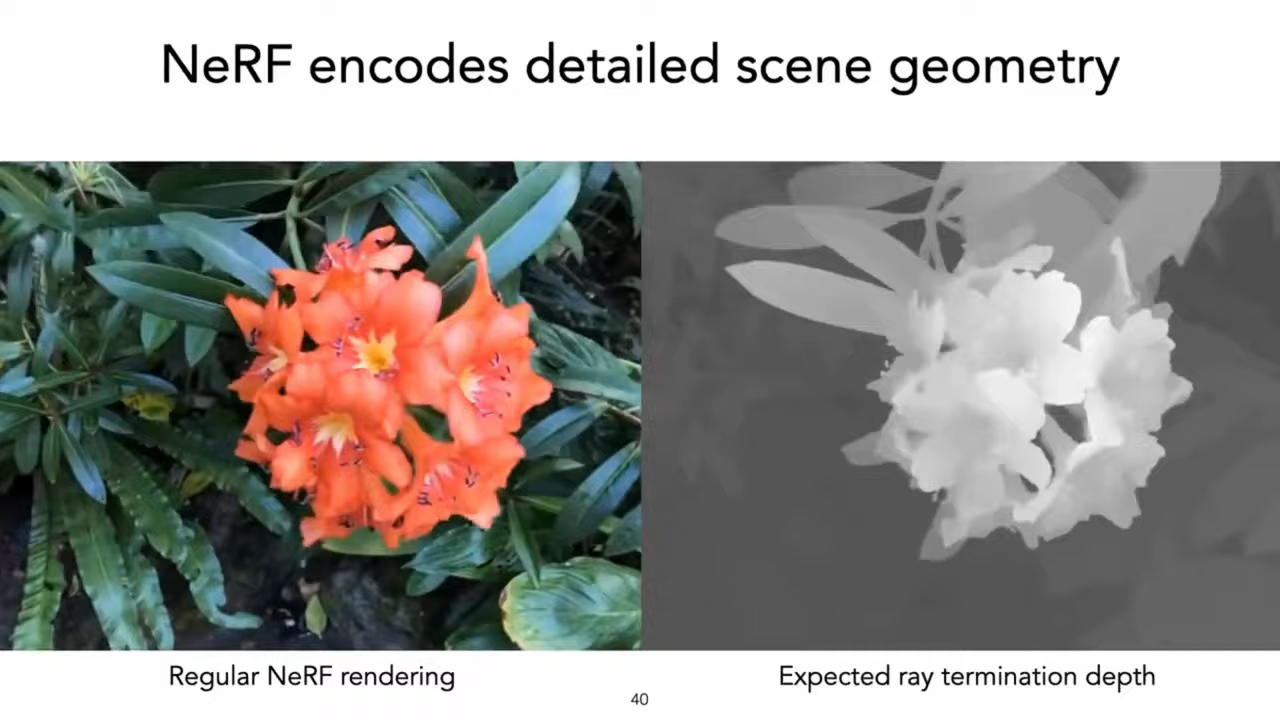 NeRF encodes detailed scene geometry
Regular NeRF rendering
Expected ray termination depth
40